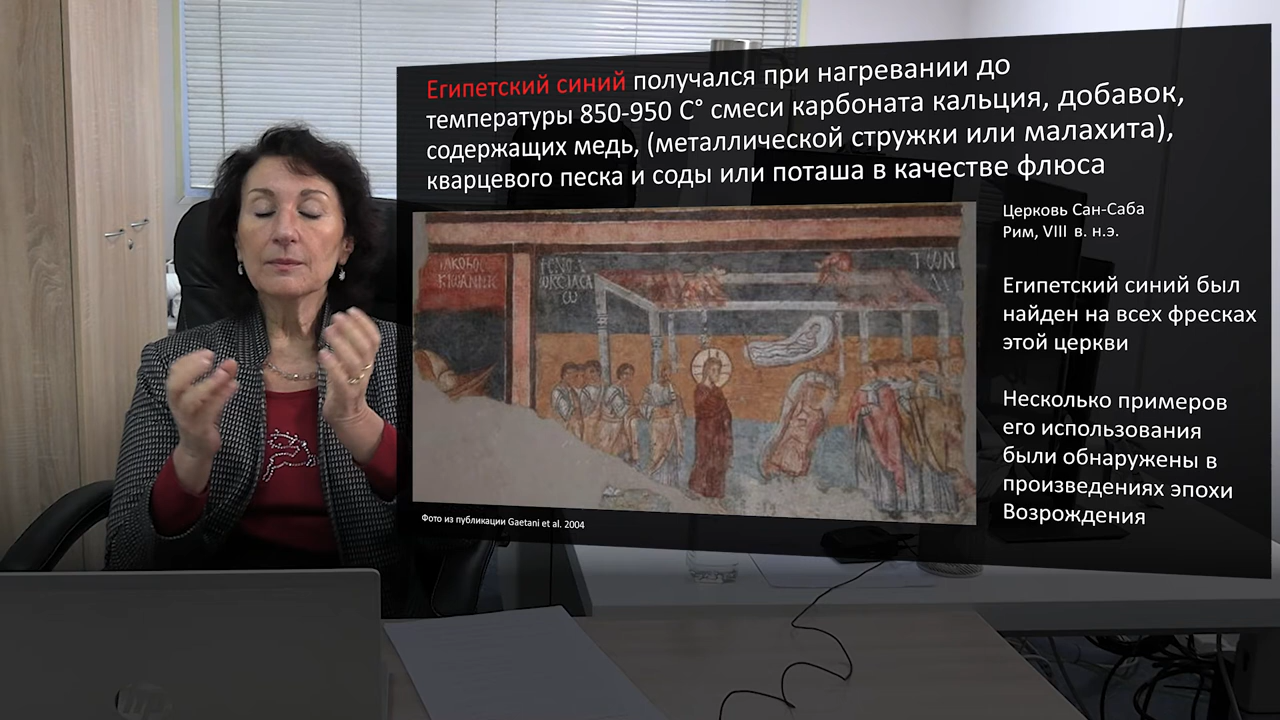 Египетский синий получался при нагревании до
температуры 850-950 С° смеси карбоната кальция, добавок,
содержащих медь, (металлической стружки или малахита),
кварцевого песка и соды или поташа в качестве флюса
Церковь Сан-Саба
Рим, VIII в. н.э.
Египетский синий был
найден на всех фресках
этой церкви
Несколько примеров
его использования
были обнаружены в
произведениях эпохи
Возрождения
Фото из публикации Gaetani et al. 2004